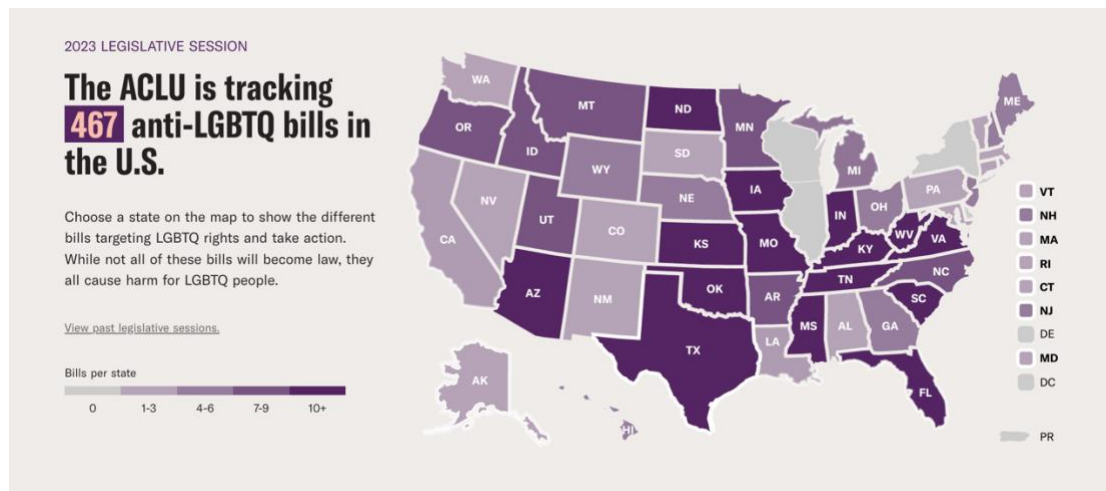 2023 LEGISLATIVE SESSION
The ACLU is tracking
467 anti-LGBTQ bills in
the U.S.
Choose a state on the map to show the different
bills targeting LGBTQ rights and take action.
While not all of these bills will become law, they
all cause harm for LGBTQ people.
View past legislative sessions.
Bills per state
0 1-3 4-6 7-9 10+
WA
MT
ND
MN
ME
OR
ID
WY
SD
MI
NV
UT
CO
NE
IA
IN
OH
PA
CA
KS
MO
KY
WV
VA
AZ
NM
OK
AR
TN
NC
TX
LA
MS
AL
GA
SC
FL
AK
HI
VT
NH
MA
RI
CT
NJ
DE
MD
DC
PR